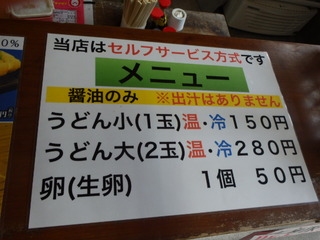 当店はセルフサービス方式です
メニュー
醤油のみ ※出汁はありません
うどん小(1玉)温・冷150円
うどん大(2玉)温・冷280円
卵(生卵) 1個 50円
0%